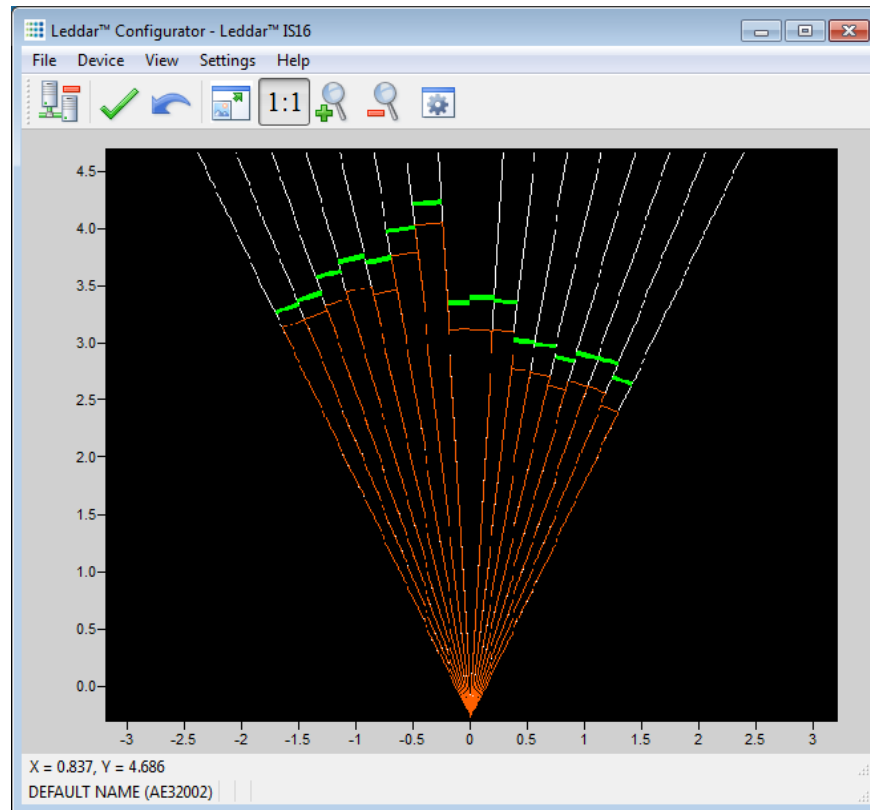 Leddar™ Configurator - Leddar™ IS16
File Device View Settings Help
1:1
4.5
4.0
3.5
3.0
2.5
2.0
1.5
1.0
0.5
0.0
-3 -2.5 -2 -1.5 -1 -0.5 0 0.5 1 1.5 2 2.5 3
X = 0.837, Y = 4.686
DEFAULT NAME (AE32002)